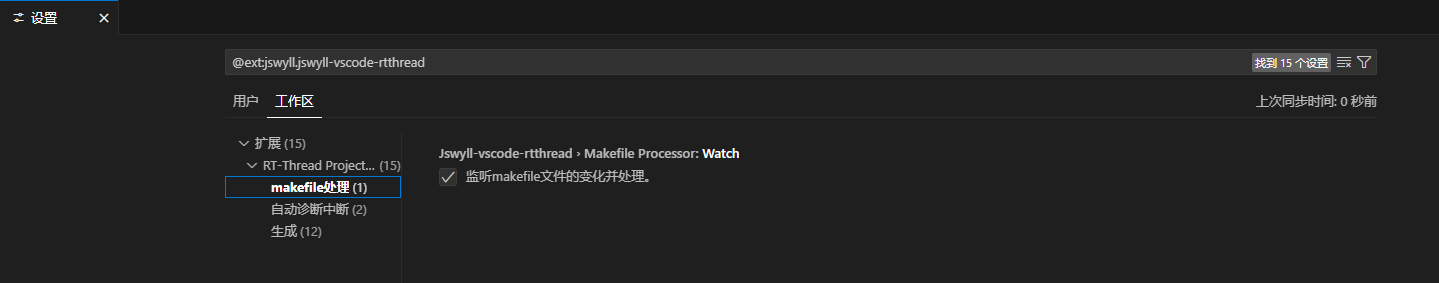 设置
@ext:jswyll.jswyll-vscode-rtthread
找到 15 个设置
用户
工作区
上次同步时间: 0 秒前
扩展 (15)
RT-Thread Project... (15)
makefile处理 (1)
自动诊断中断 (2)
生成 (12)
Jswyll-vscode-rtthread › Makefile Processor: Watch
监听makefile文件的变化并处理。